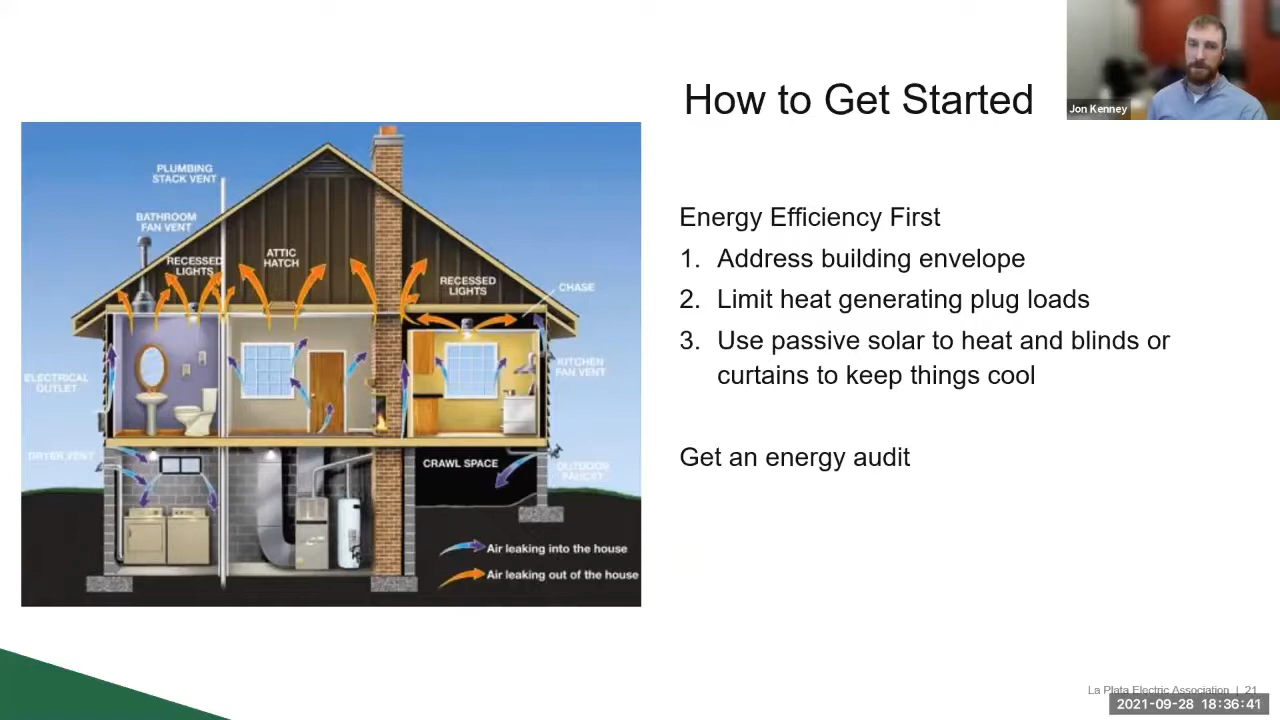 How to Get Started
Jon Kenney
PLUMBING
STACK VENT
BATHROOM
FAN VENT
RECESSED
LIGHTS
ATTIC
HATCH
RECESSED
LIGHTS
CHASE
ELECTRICAL
OUTLET
KITCHEN
FAN VENT
DRYER VENT
CRAWL SPACE
OUTDOOR
FAUCET
Air leaking into the house
Air leaking out of the house
Energy Efficiency First
1. Address building envelope
2. Limit heat generating plug loads
3. Use passive solar to heat and blinds or
curtains to keep things cool
Get an energy audit
La Plata Electric Association | 21
2021-09-28 18:36:41